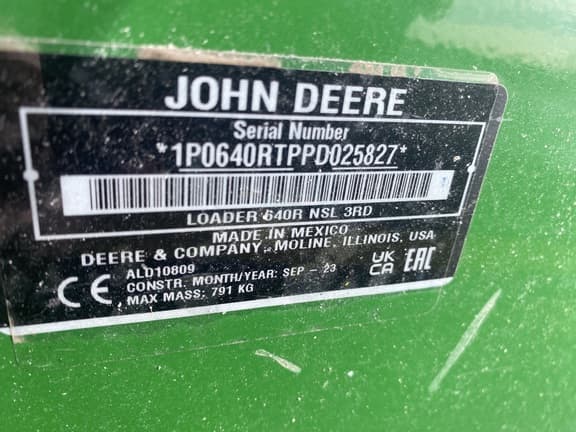 JOHN DEERE
Serial Number
*1P0640RTPPD025827*
LOADER 640R NSL 3RD
MADE IN MEXICO
DEERE & COMPANY, MOLINE, ILLINOIS, USA
ALD10809
CONSTR. MONTH/YEAR: SEP - 23
MAX MASS: 791 KG
CE
UK CA
EAC